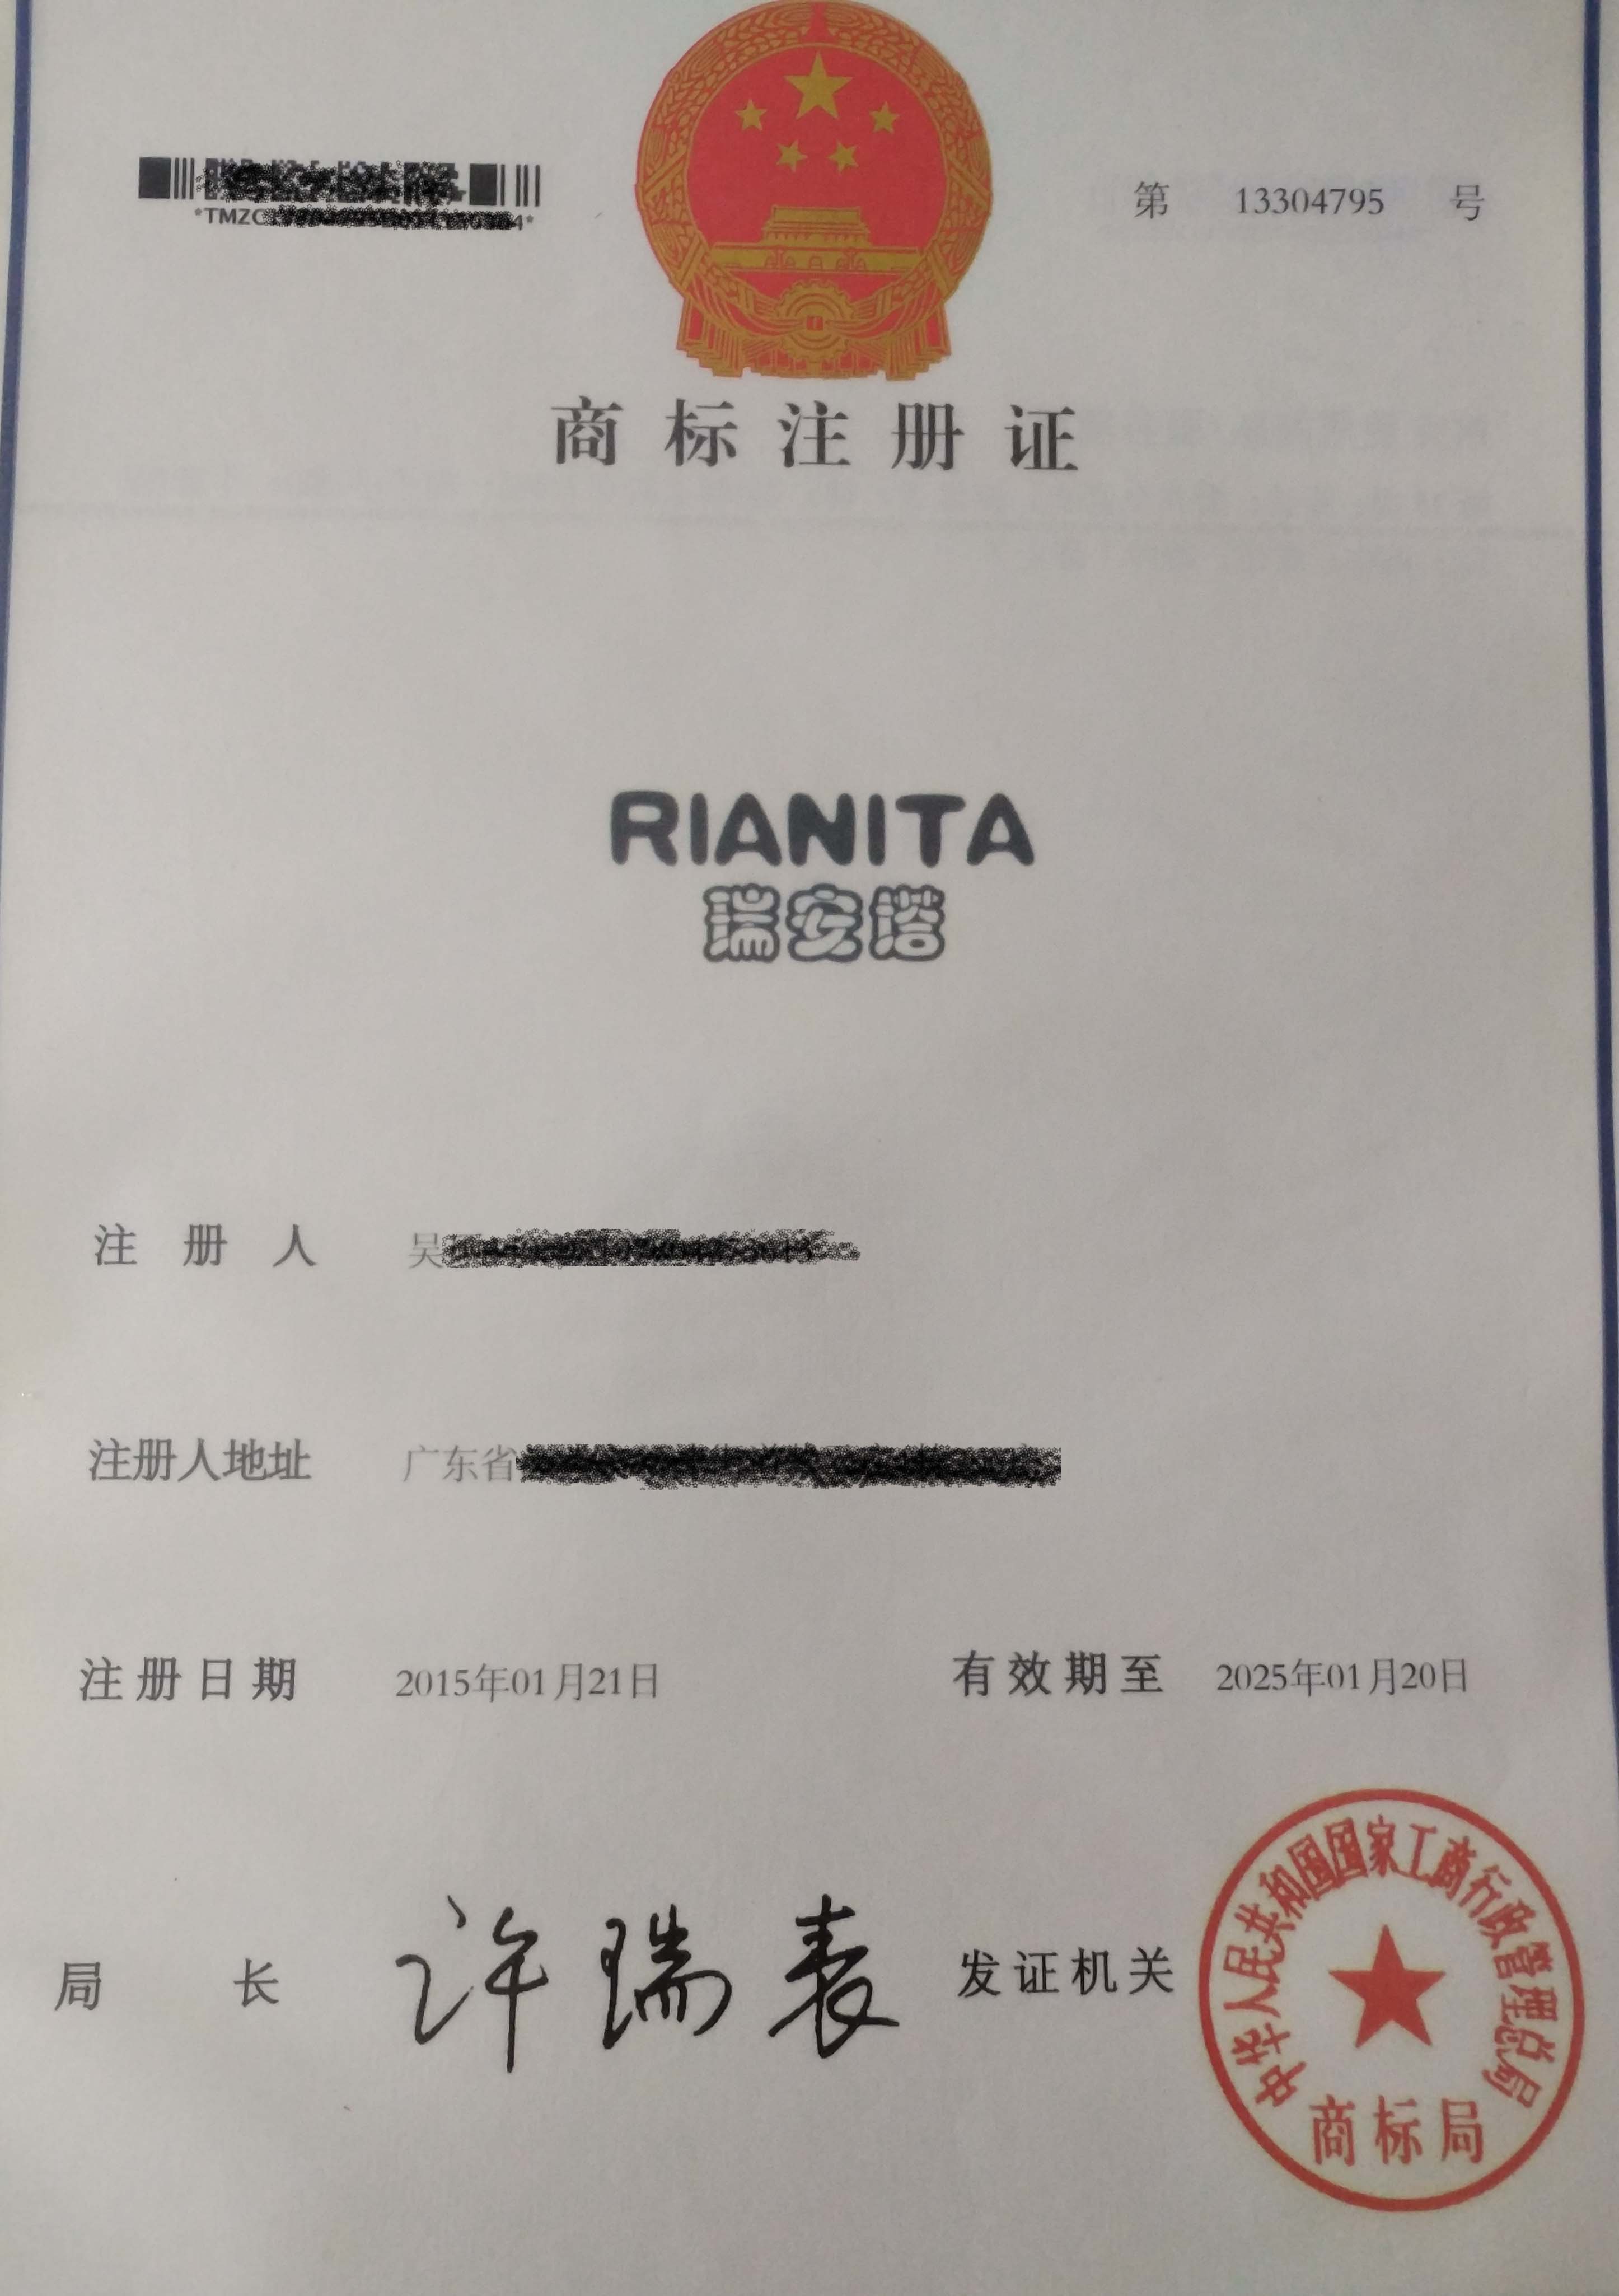 第 13304795 号
*TMZC
商标注册证
RIANITA
瑞安塔
注册人 吴
注册人地址 广东省
注册日期 2015年01月21日 有效期至 2025年01月20日
局长 许瑞表 发证机关
中华人民共和国国家工商行政管理总局
商标局